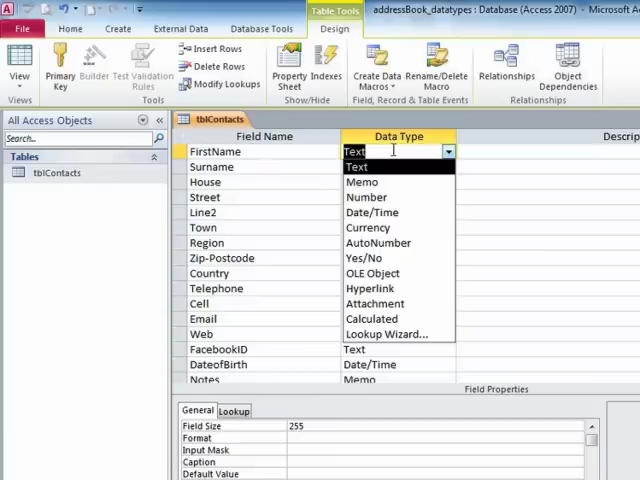 Table Tools
addressBook_datatypes : Database (Access 2007)
File Home Create External Data Database Tools Design
View
Primary Key
Builder
Test Validation Rules
Insert Rows
Delete Rows
Modify Lookups
Property Sheet
Indexes
Create Data Macros
Rename/Delete Macro
Relationships
Object Dependencies
Views Tools Show/Hide Field, Record & Table Events Relationships
All Access Objects
Search...
Tables
tblContacts
tblContacts
Field Name Data Type Descrip
FirstName Text
Surname
House
Street
Line2
Town
Region
Zip-Postcode
Country
Telephone
Cell
Email
Web
FacebookID Text
DateofBirth Date/Time
Notes Memo
Text
Memo
Number
Date/Time
Currency
AutoNumber
Yes/No
OLE Object
Hyperlink
Attachment
Calculated
Lookup Wizard...
Field Properties
General Lookup
Field Size 255
Format
Input Mask
Caption
Default Value